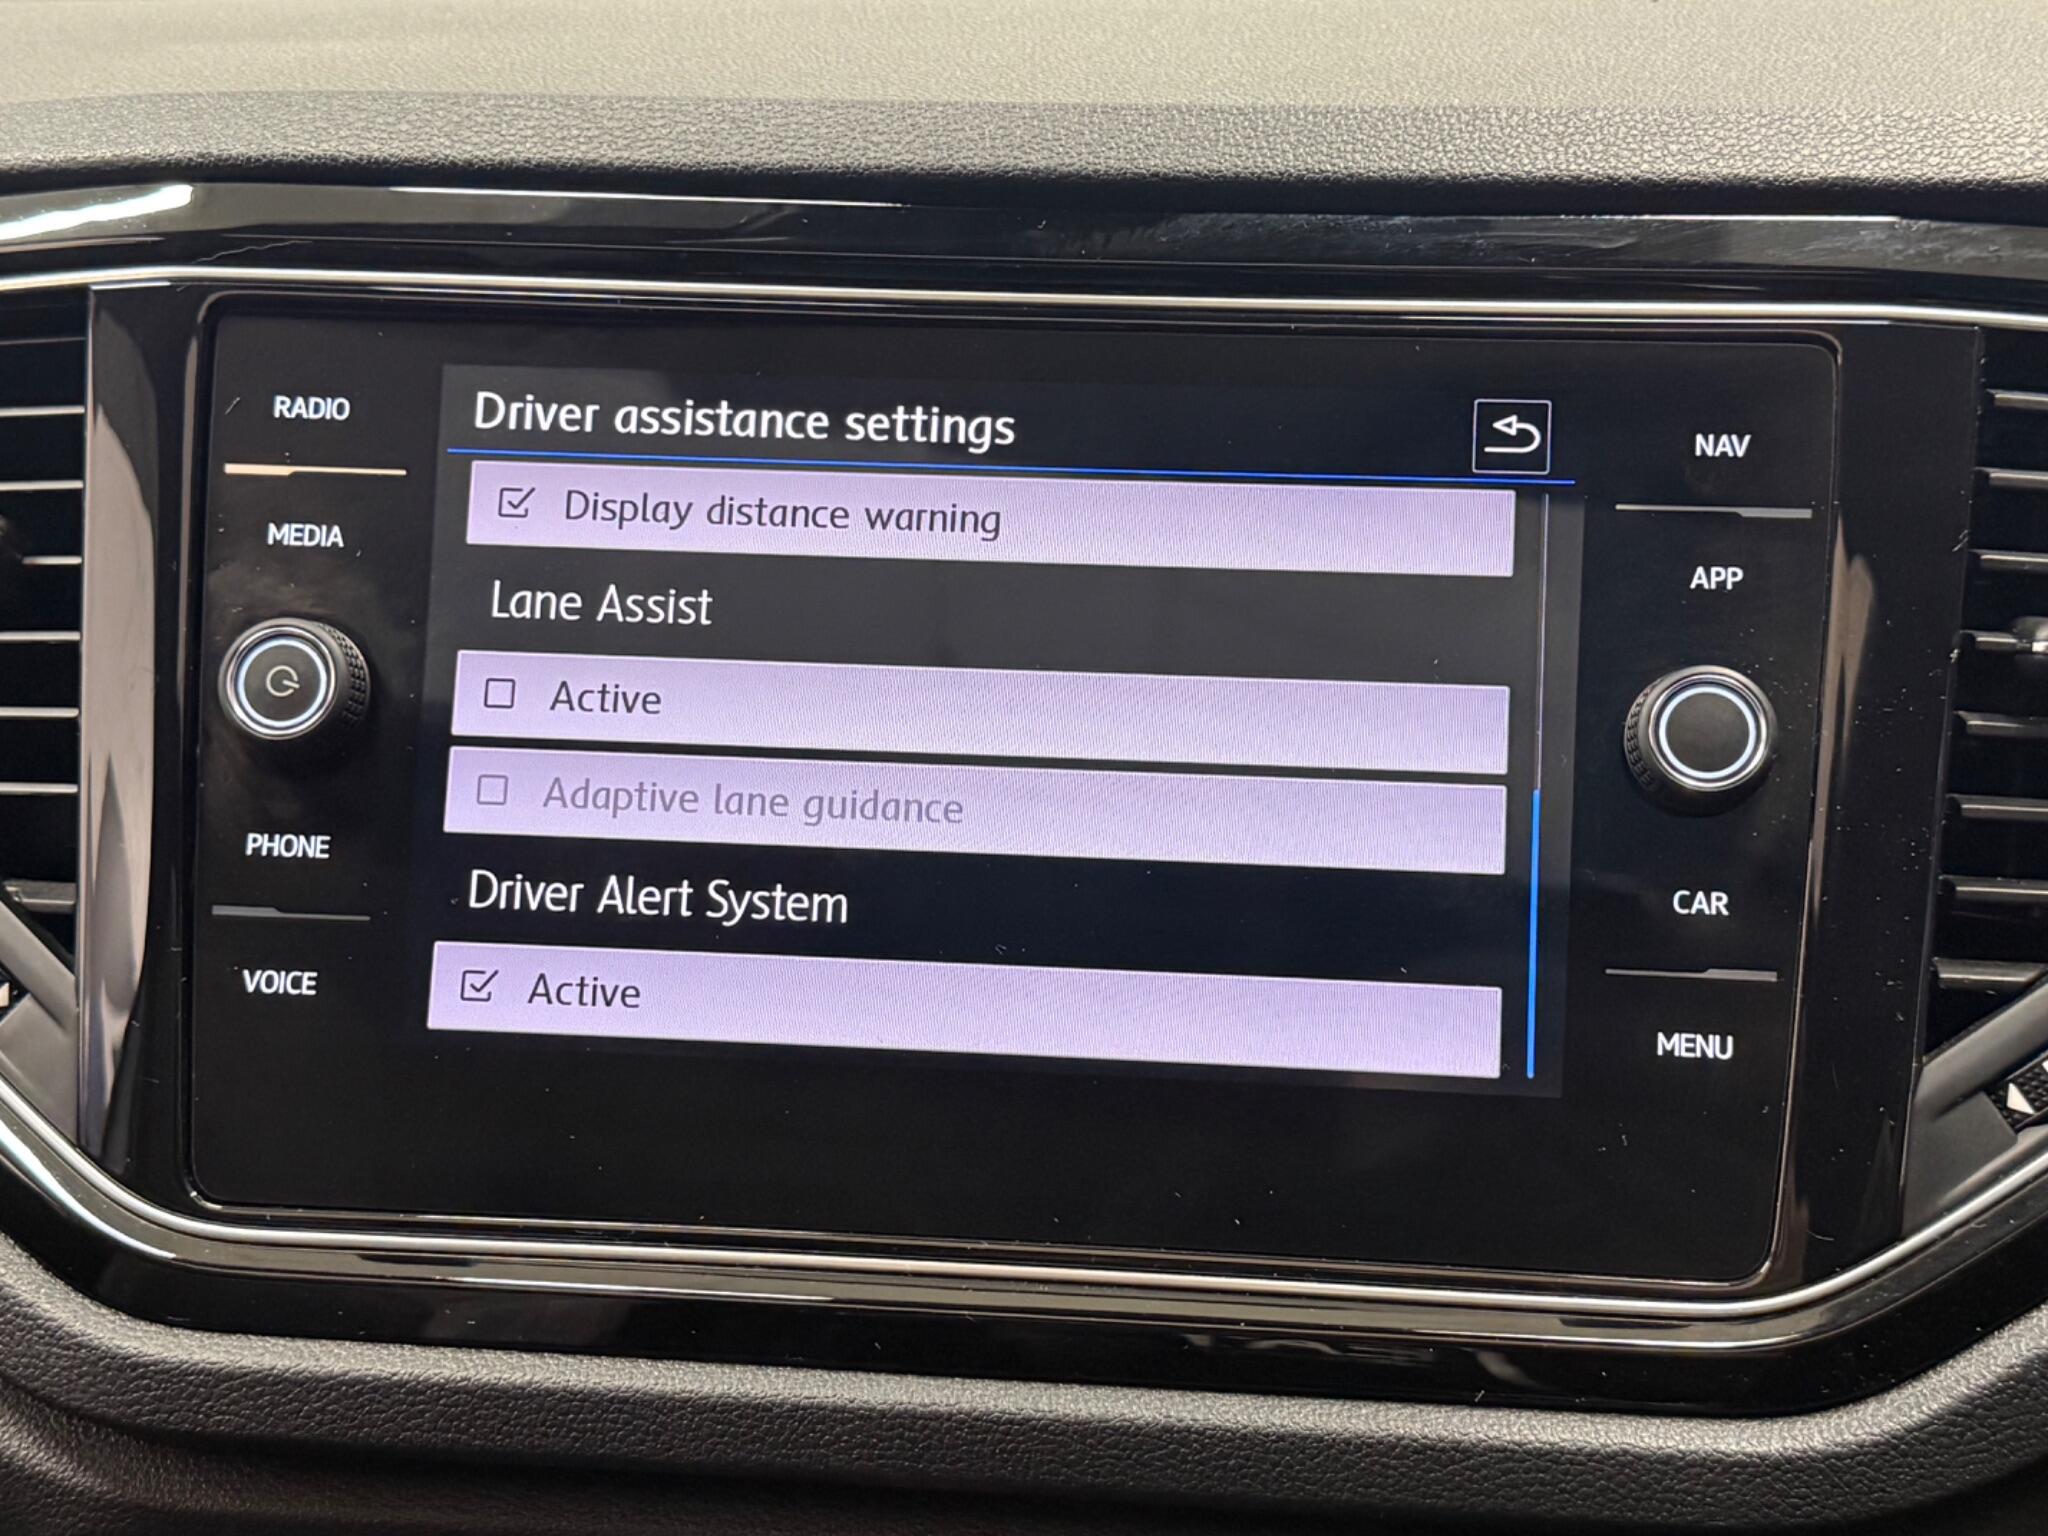 Driver assistance settings
Display distance warning
Lane Assist
Active
Adaptive lane guidance
Driver Alert System
Active
RADIO
MEDIA
PHONE
VOICE
NAV
APP
CAR
MENU